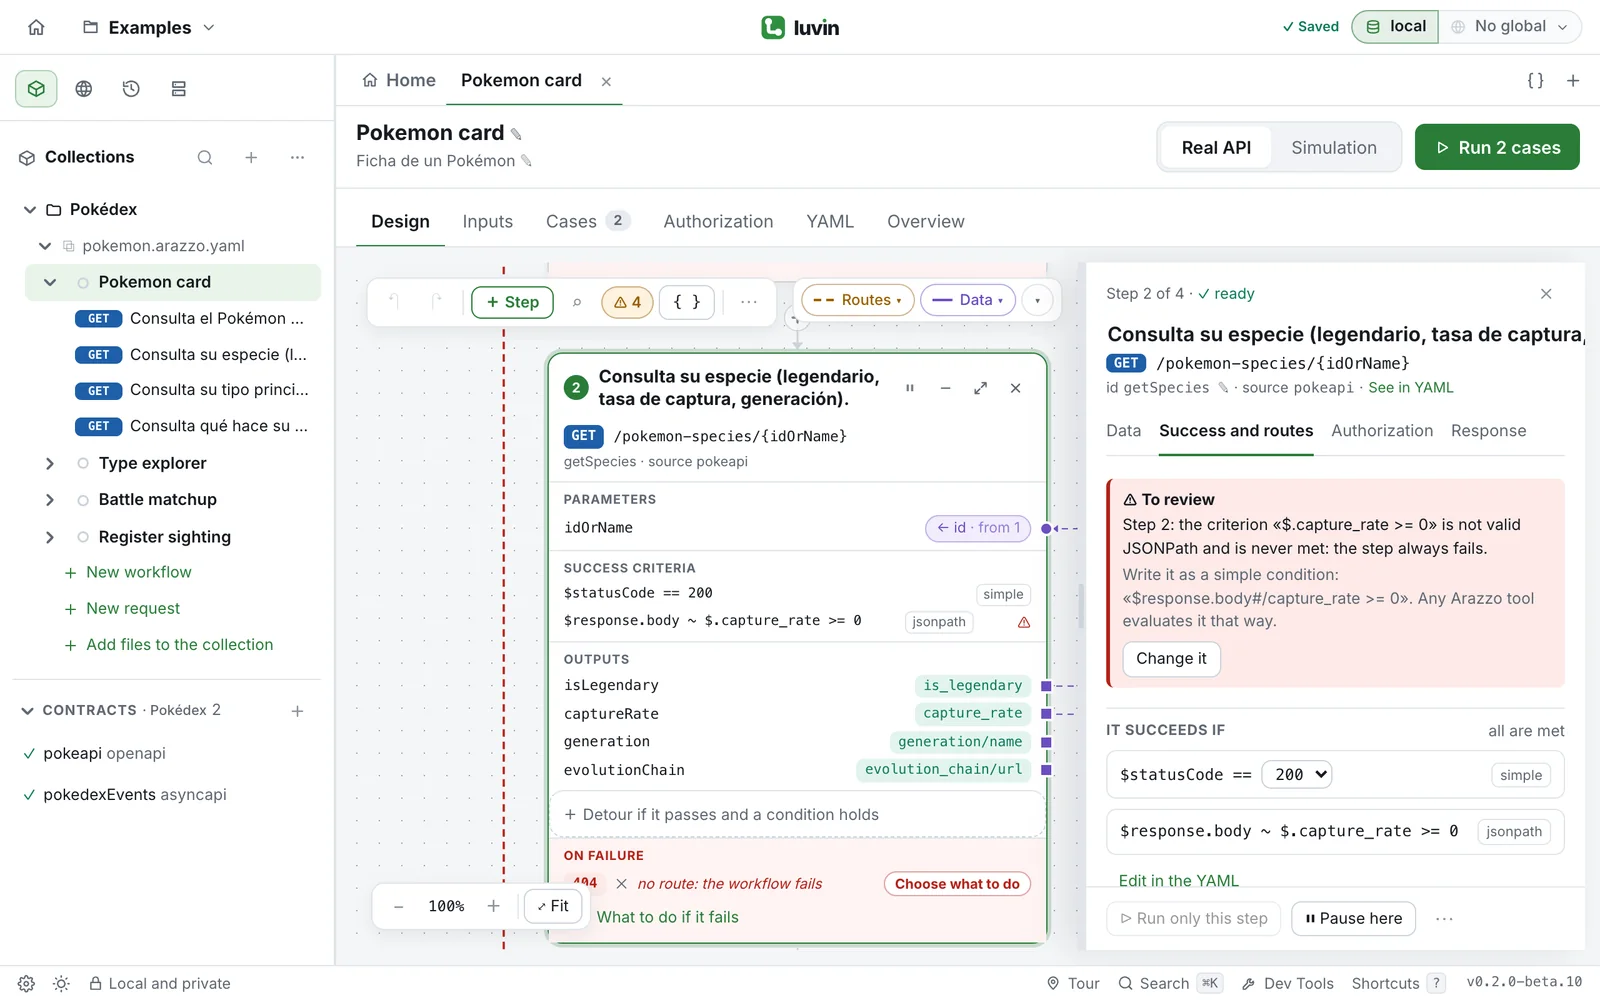 Examples
luvin
Saved
local
No global
Home
Pokemon card
Pokemon card
Ficha de un Pokémon
Real API
Simulation
Run 2 cases
Collections
Pokédex
pokemon.arazzo.yaml
Pokemon card
GET Consulta el Pokémon ...
GET Consulta su especie (l...
GET Consulta su tipo princi...
GET Consulta qué hace su ...
Type explorer
Battle matchup
Register sighting
+ New workflow
+ New request
+ Add files to the collection
CONTRACTS · Pokédex 2
pokeapi openapi
pokedexEvents asyncapi
Design
Inputs
Cases 2
Authorization
YAML
Overview
+ Step
4
{ }
Routes
Data
2
Consulta su especie (legendario,
tasa de captura, generación).
GET /pokemon-species/{idOrName}
getSpecies · source pokeapi
PARAMETERS
idOrName
← id · from 1
SUCCESS CRITERIA
$statusCode == 200
simple
$response.body ~ $.capture_rate >= 0
jsonpath
OUTPUTS
isLegendary
is_legendary
captureRate
capture_rate
generation
generation/name
evolutionChain
evolution_chain/url
+ Detour if it passes and a condition holds
ON FAILURE
404
no route: the workflow fails
Choose what to do
What to do if it fails
− 100% +
Fit
Step 2 of 4 · ✓ ready
Consulta su especie (legendario, tasa de captura,
GET /pokemon-species/{idOrName}
id getSpecies · source pokeapi · See in YAML
Data
Success and routes
Authorization
Response
To review
Step 2: the criterion «$.capture_rate >= 0» is not valid
JSONPath and is never met: the step always fails.
Write it as a simple condition:
«$response.body#/capture_rate >= 0». Any Arazzo tool
evaluates it that way.
Change it
IT SUCCEEDS IF
all are met
$statusCode == 200
simple
$response.body ~ $.capture_rate >= 0
jsonpath
Edit in the YAML
Run only this step
Pause here
Local and private
Tour
Search ⌘K
Dev Tools
Shortcuts ?
v0.2.0-beta.10